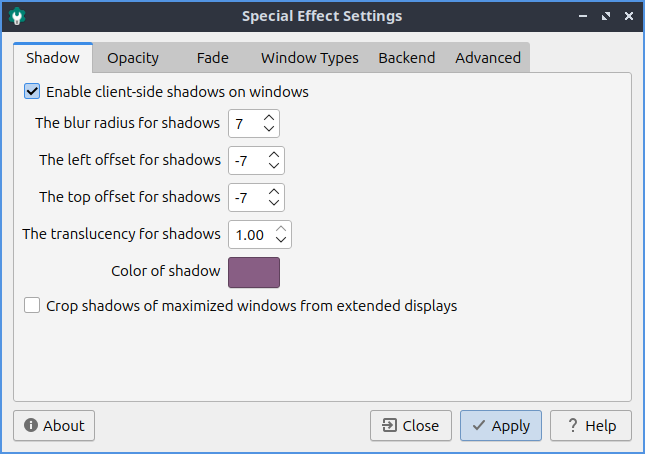 Special Effect Settings
Shadow Opacity Fade Window Types Backend Advanced
Enable client-side shadows on windows
The blur radius for shadows 7
The left offset for shadows -7
The top offset for shadows -7
The translucency for shadows 1.00
Color of shadow
Crop shadows of maximized windows from extended displays
About Close Apply Help